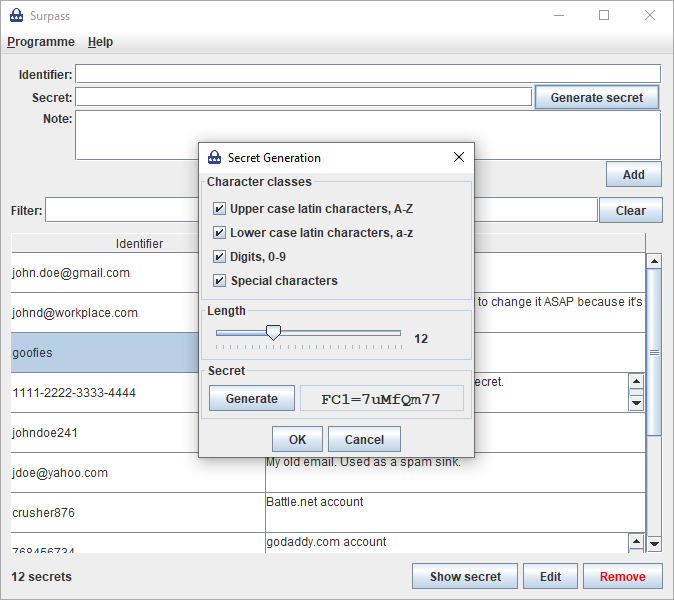 Surpass
Programme Help
Identifier:
Secret: Generate secret
Note:
Add
Filter: Clear
Identifier
john.doe@gmail.com
johnd@workplace.com to change it ASAP because it's
goofies
1111-2222-3333-4444 ecret.
johndoe241
jdoe@yahoo.com My old email. Used as a spam sink.
crusher876 Battle.net account
768456734 godaddy.com account
12 secrets Show secret Edit Remove
Secret Generation
Character classes
Upper case latin characters, A-Z
Lower case latin characters, a-z
Digits, 0-9
Special characters
Length
12
Secret
Generate FCl=7uMfQm77
OK Cancel